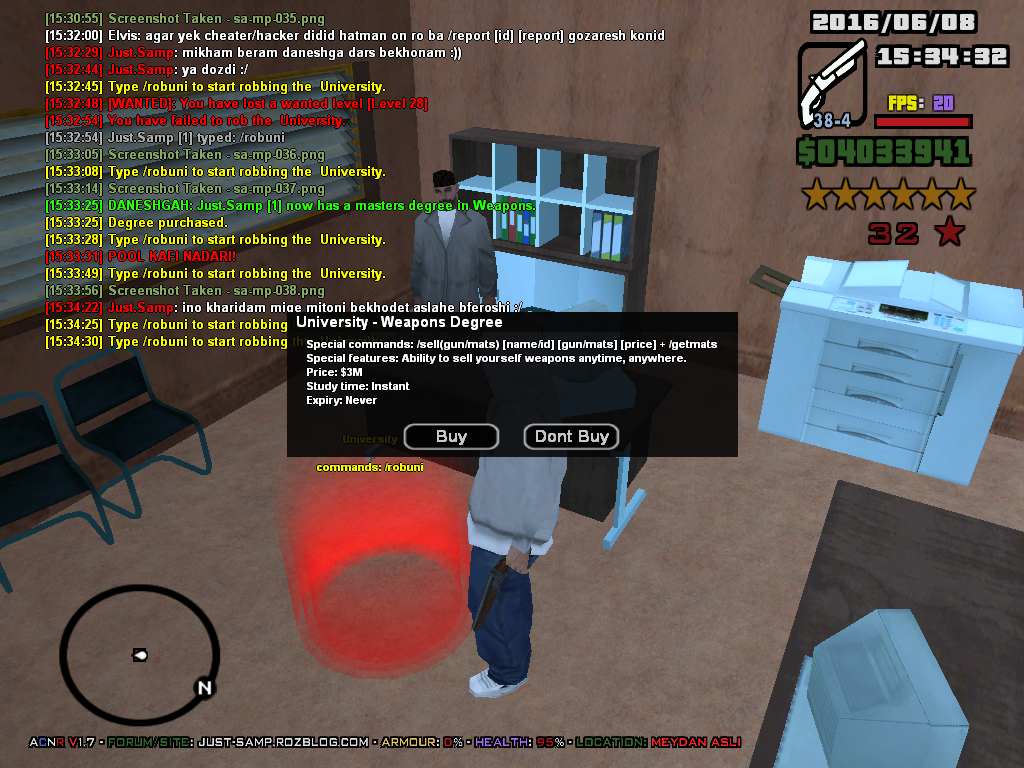 [15:30:55] Screenshot Taken - sa-mp-035.png
[15:32:00] Elvis: agar yek cheater/hacker didid hatman on ro ba /report [id] [report] gozaresh konid
[15:32:29] Just.Samp: mikham beram daneshga dars bekhonam :))
[15:32:44] Just.Samp: ya dozdi :/
[15:32:45] Type /robuni to start robbing the  University.
[15:32:48] [WANTED]: You have lost a wanted level [Level 28]
[15:32:54] You have failed to rob the  University.
[15:32:54] Just.Samp [1] typed: /robuni
[15:33:05] Screenshot Taken - sa-mp-036.png
[15:33:08] Type /robuni to start robbing the  University.
[15:33:14] Screenshot Taken - sa-mp-037.png
[15:33:25] DANESHGAH: Just.Samp [1] now has a masters degree in Weapons.
[15:33:25] Degree purchased.
[15:33:28] Type /robuni to start robbing the  University.
[15:33:31] POOL KAFI NADARI!
[15:33:49] Type /robuni to start robbing the  University.
[15:33:56] Screenshot Taken - sa-mp-038.png
[15:34:22] Just.Samp: ino kharidam mige mitoni bekhodet aslahe bferoshi :/
[15:34:25] Type /robuni to start robbing
[15:34:30] Type /robuni to start robbing the
2016/06/08
15:34:32
FPS: 20
38-4
$04033941
32
University - Weapons Degree
Special commands: /sell(gun/mats) [name/id] [gun/mats] [price] + /getmats
Special features: Ability to sell yourself weapons anytime, anywhere.
Price: $3M
Study time: Instant
Expiry: Never
Buy
Dont Buy
University
commands: /robuni
N
ACNR V1.7 - FORUM/SITE: JUST-SAMP.ROZBLOG.COM - ARMOUR: 0% - HEALTH: 95% - LOCATION: MEYDAN ASLI